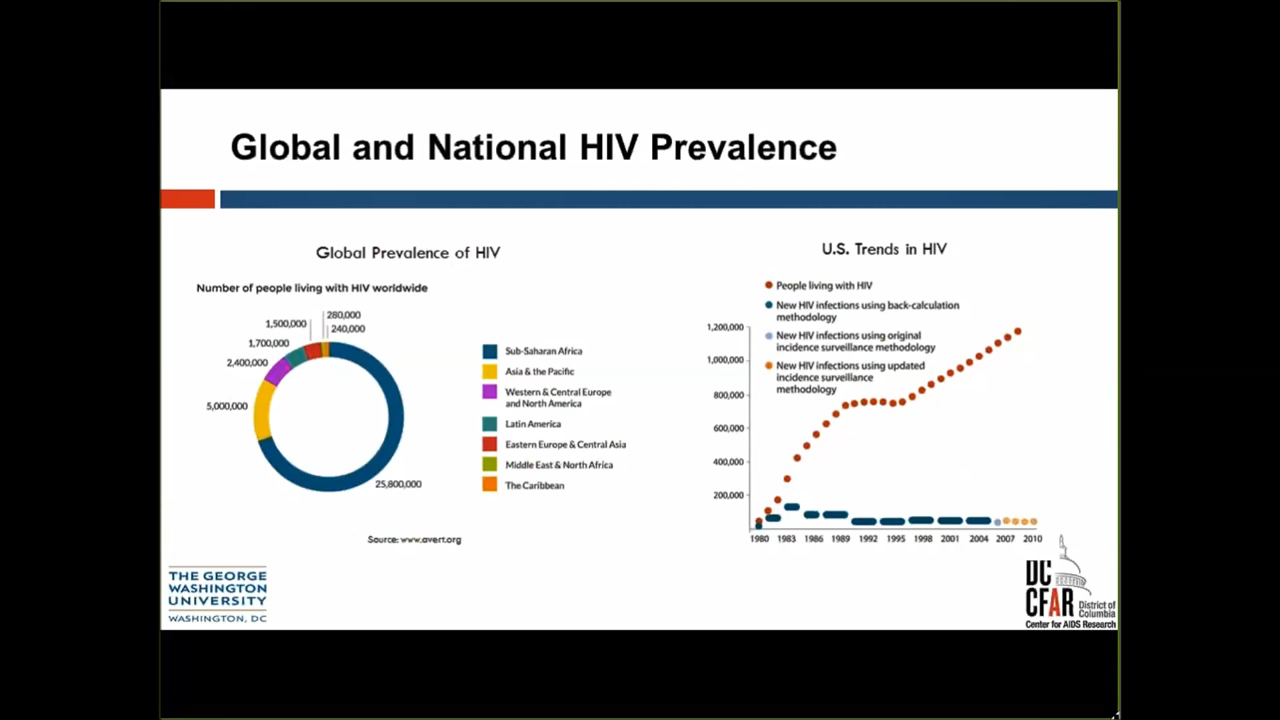 Global and National HIV Prevalence
Global Prevalence of HIV
Number of people living with HIV worldwide
280,000
1,500,000
240,000
1,700,000
2,400,000
5,000,000
25,800,000
Sub-Saharan Africa
Asia & the Pacific
Western & Central Europe
and North America
Latin America
Eastern Europe & Central Asia
Middle East & North Africa
The Caribbean
Source: www.avert.org
U.S. Trends in HIV
People living with HIV
New HIV infections using back-calculation
methodology
New HIV infections using original
incidence surveillance methodology
New HIV infections using updated
incidence surveillance
methodology
1,200,000
1,000,000
800,000
600,000
400,000
200,000
1980 1983 1986 1989 1992 1995 1998 2001 2004 2007 2010
THE GEORGE
WASHINGTON
UNIVERSITY
WASHINGTON, DC
DC
CFAR
District of
Columbia
Center for AIDS Research